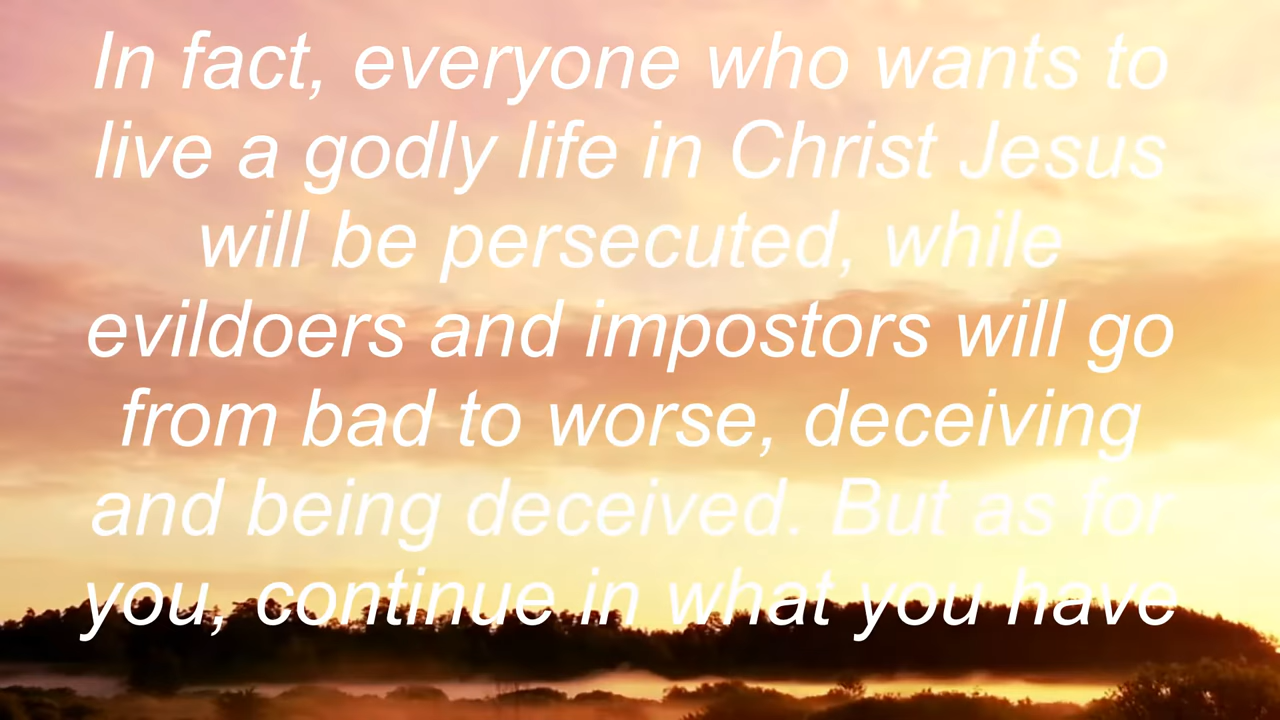 In fact, everyone who wants to
live a godly life in Christ Jesus
will be persecuted, while
evildoers and impostors will go
from bad to worse, deceiving
and being deceived. But as for
you, continue in what you have